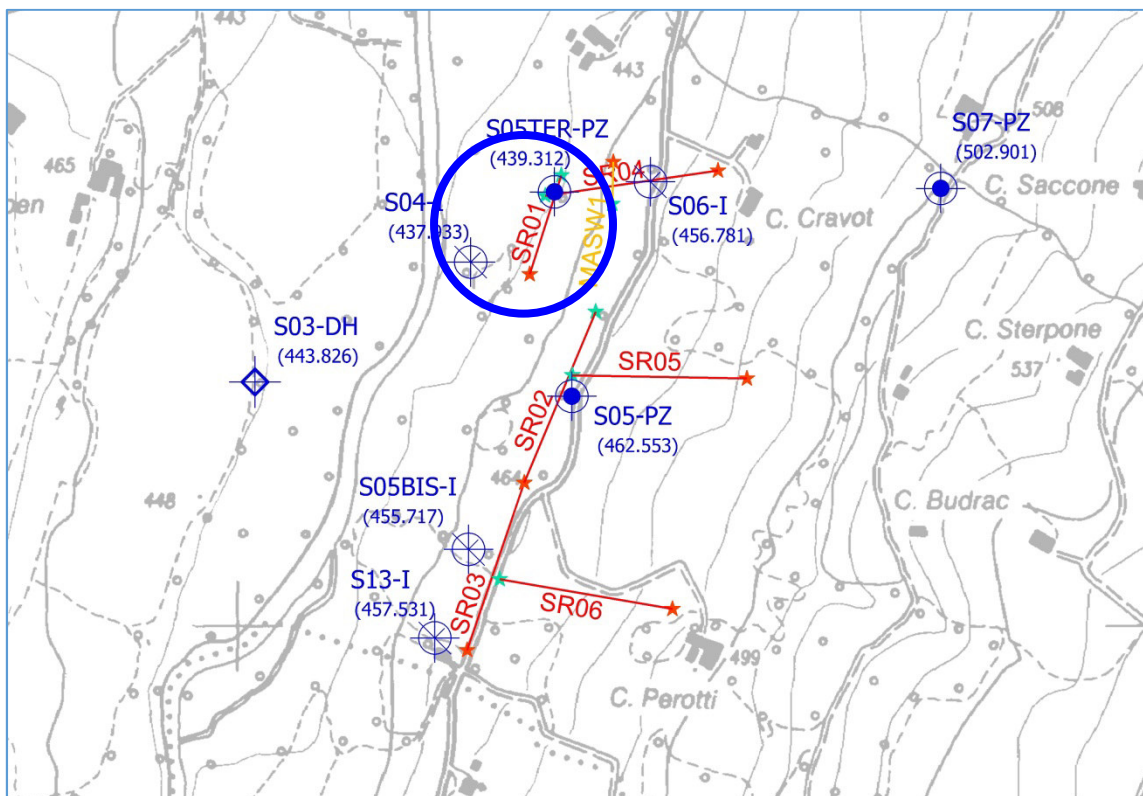 443
443
S05TER-PZ
(439.312)
508
S07-PZ
(502.901)
465
SR04
C. Saccone
S04-I
(437.933)
SR01
MASW1
S06-I
(456.781)
C. Cravot
S03-DH
(443.826)
C. Sterpone
537
SR05
SR02
S05-PZ
(462.553)
464
448
S05BIS-I
(455.717)
C. Budrac
S13-I
(457.531)
SR03
SR06
499
C. Perotti